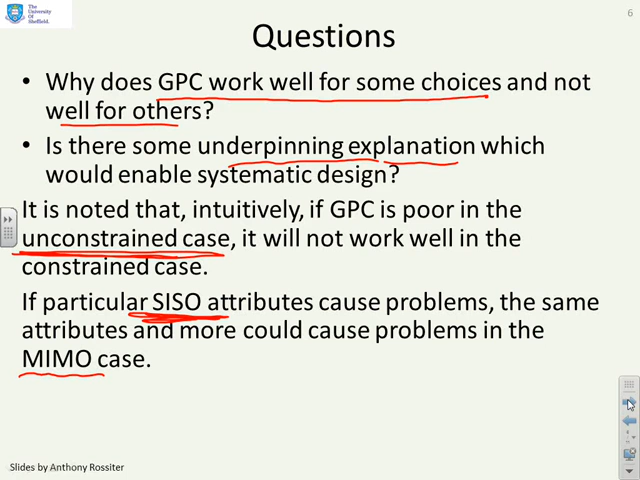 The
University
Of
Sheffield.
6
Questions
• Why does GPC work well for some choices and not
well for others?
• Is there some underpinning explanation which
would enable systematic design?
It is noted that, intuitively, if GPC is poor in the
unconstrained case, it will not work well in the
constrained case.
If particular SISO attributes cause problems, the same
attributes and more could cause problems in the
MIMO case.
Slides by Anthony Rossiter